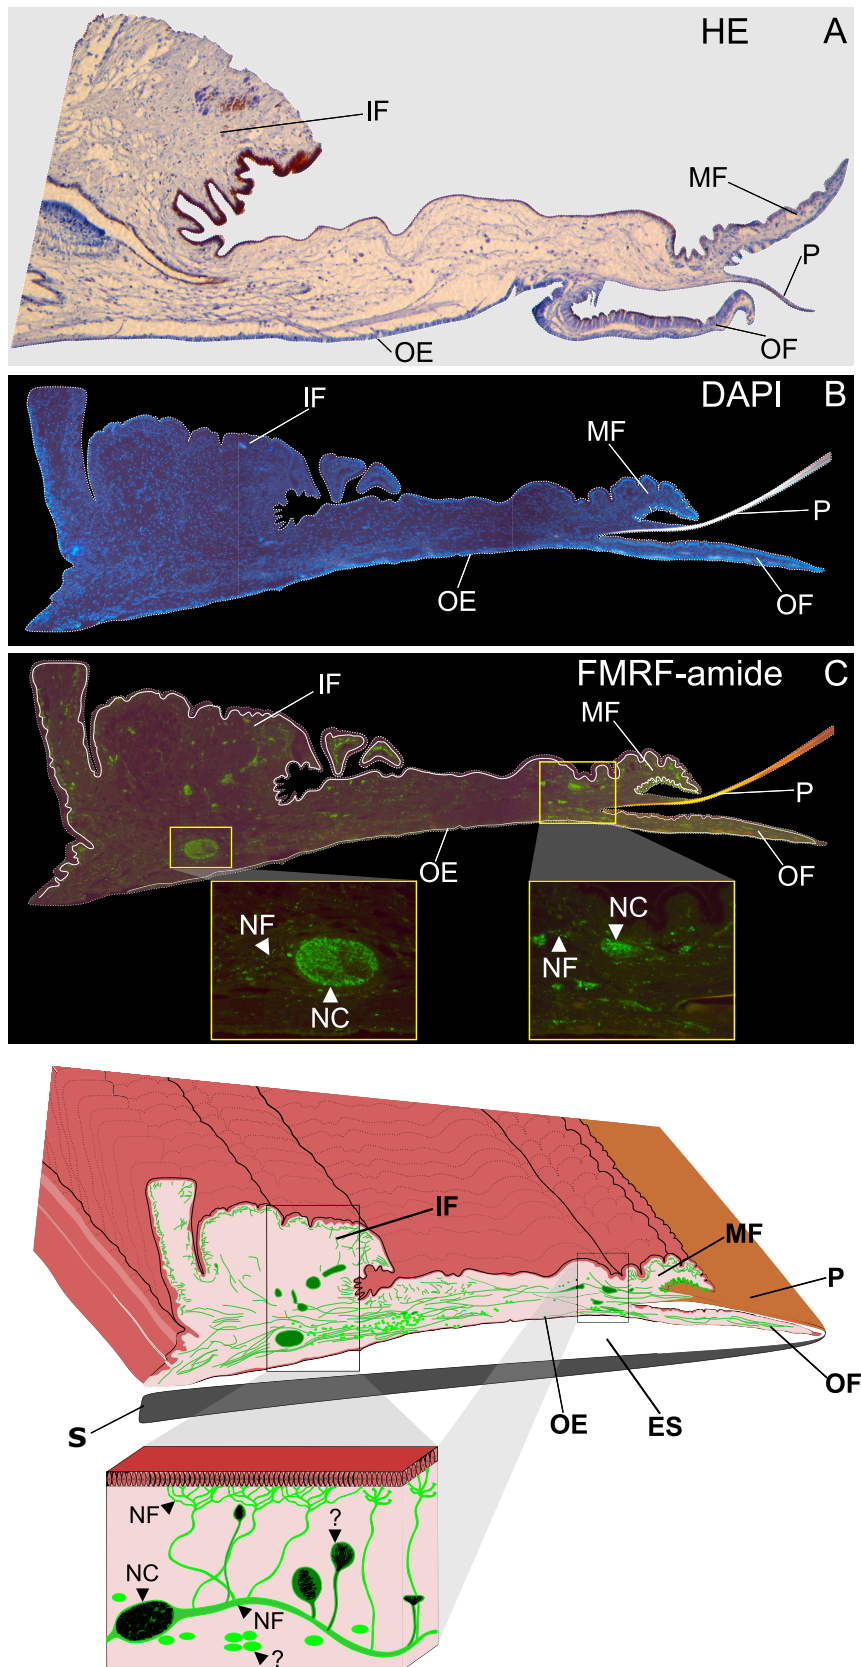 HE A
IF
MF
P
OE
OF
DAPI B
IF
MF
P
OE
OF
FMRF-amide C
IF
MF
P
OE
OF
NF
NC
NC
NF
IF
MF
P
OF
S
OE
ES
NF
?
NC
NF
?